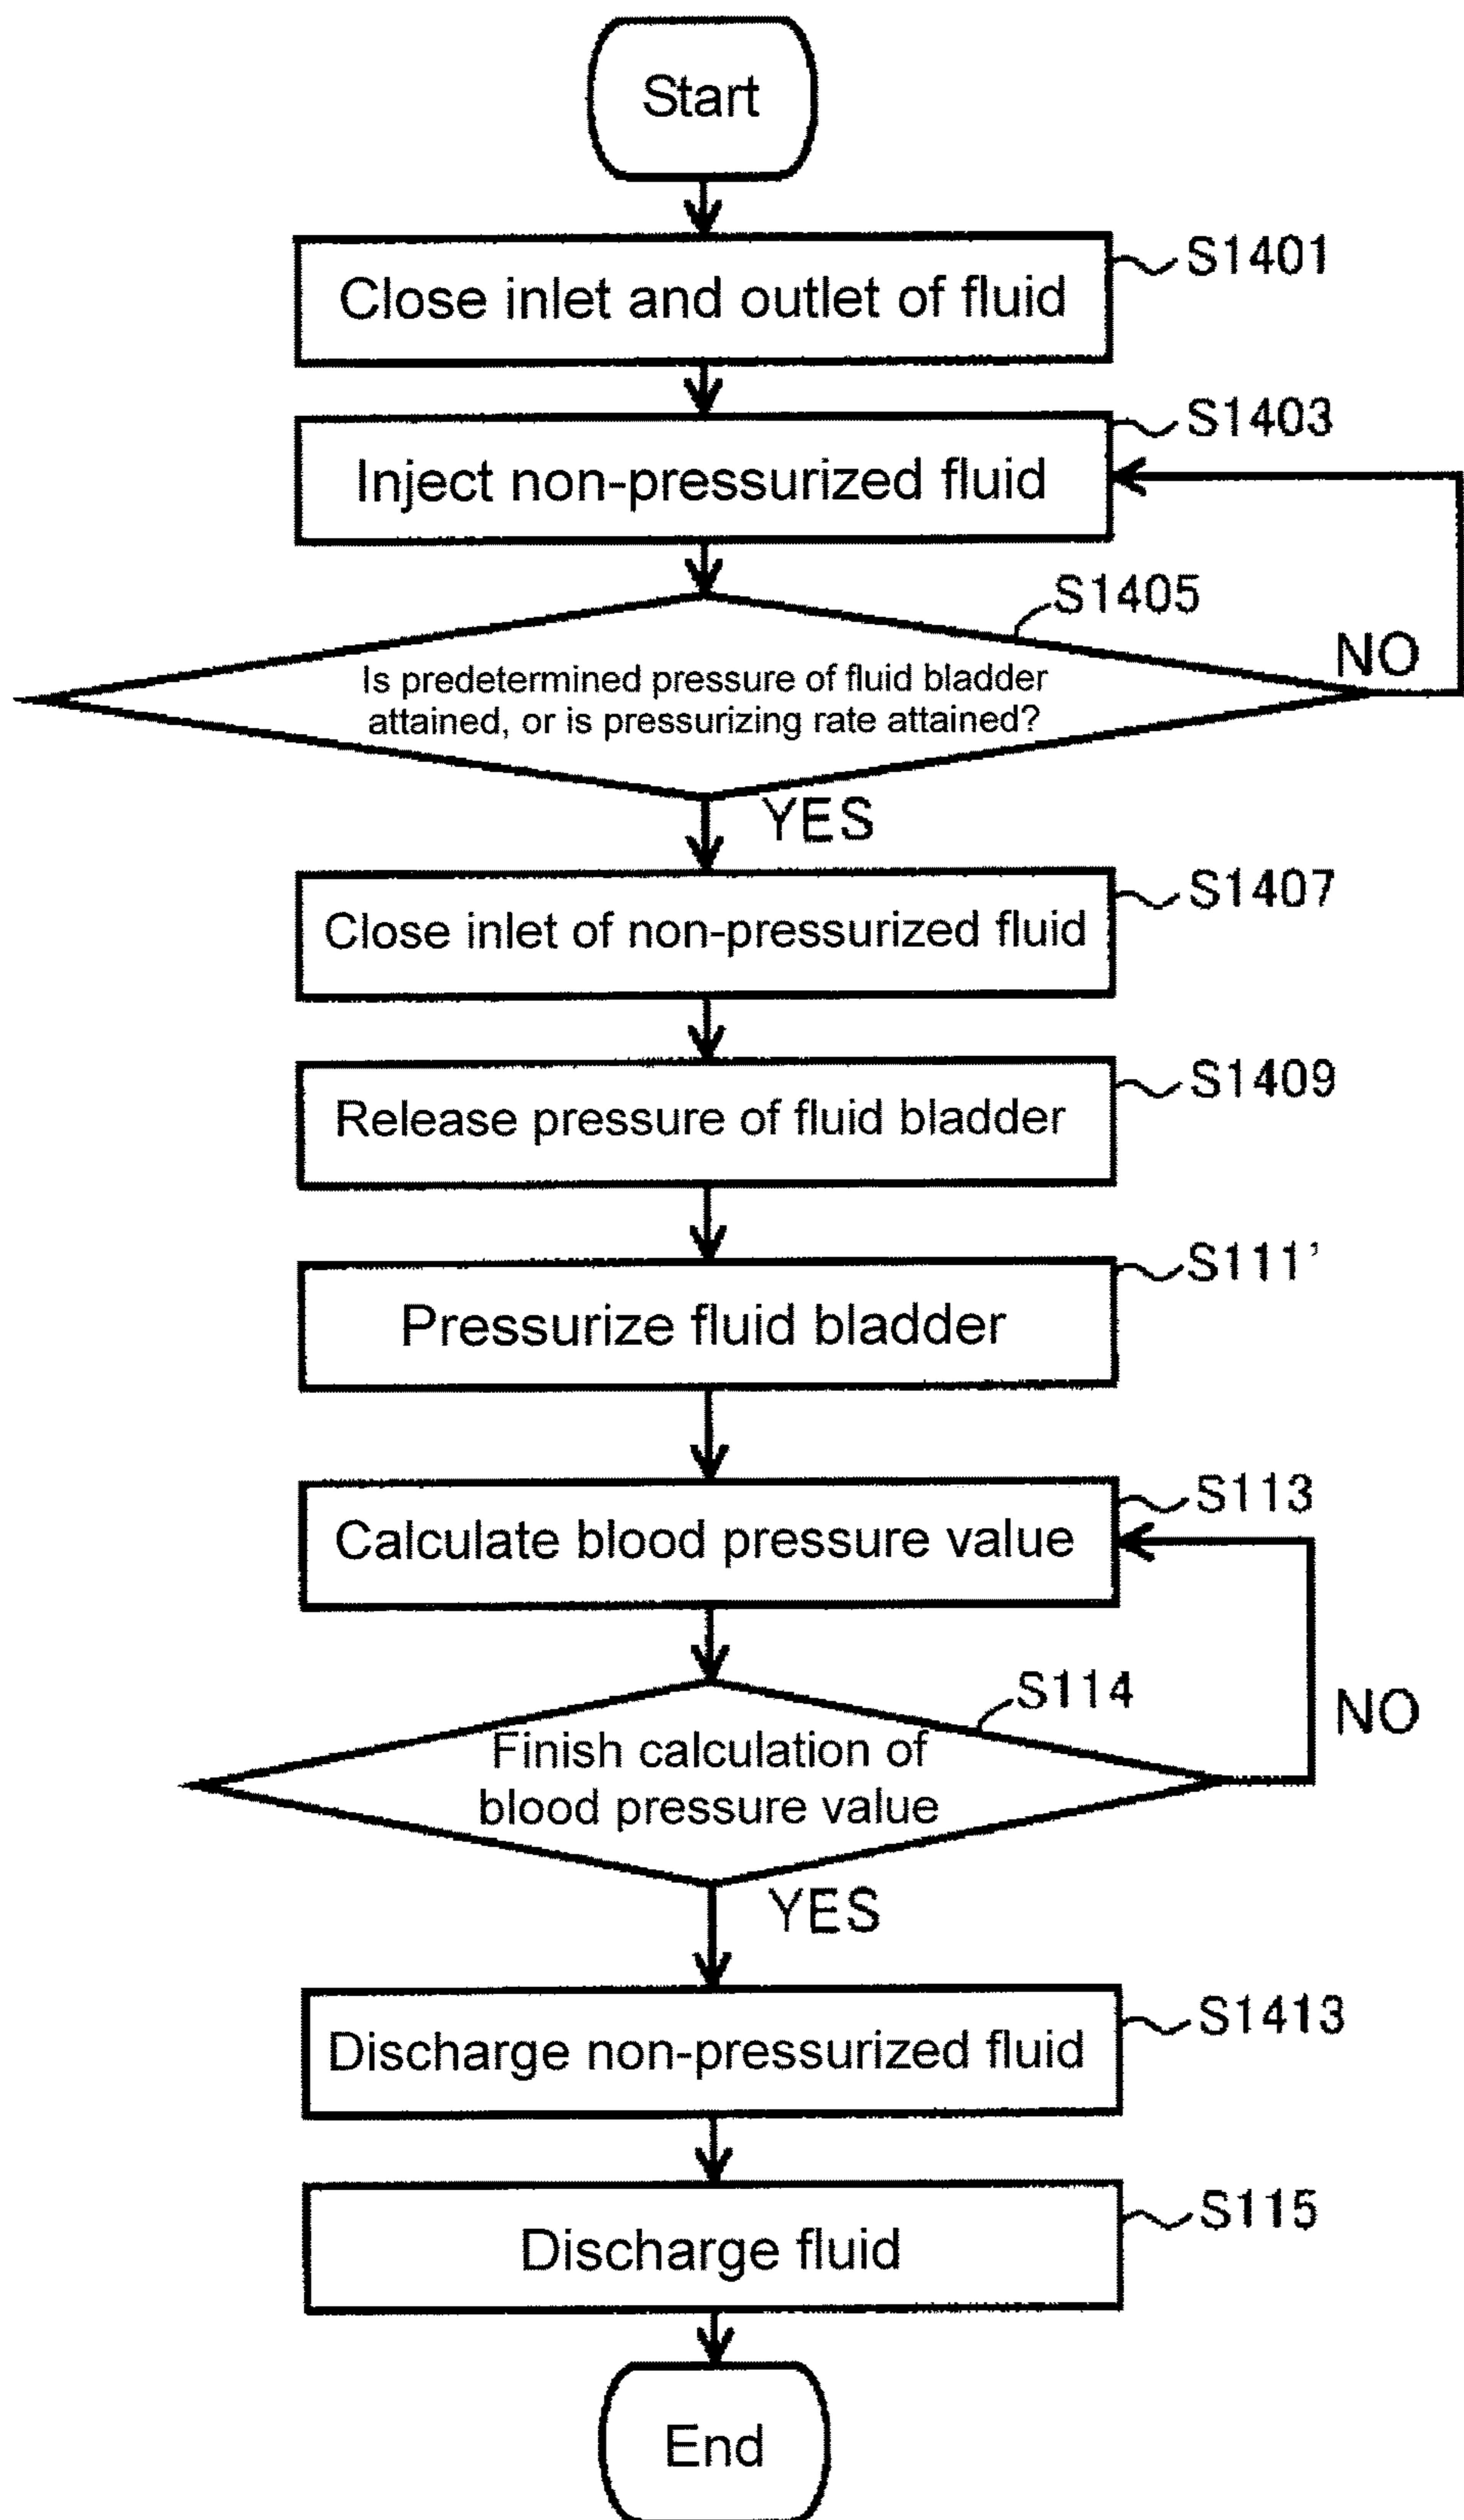 Start
Close inlet and outlet of fluid
S1401
Inject non-pressurized fluid
S1403
S1405
Is predetermined pressure of fluid bladder
attained, or is pressurizing rate attained?
NO
YES
Close inlet of non-pressurized fluid
S1407
Release pressure of fluid bladder
S1409
Pressurize fluid bladder
S111’
Calculate blood pressure value
S113
S114
Finish calculation of
blood pressure value
NO
YES
Discharge non-pressurized fluid
S1413
Discharge fluid
S115
End